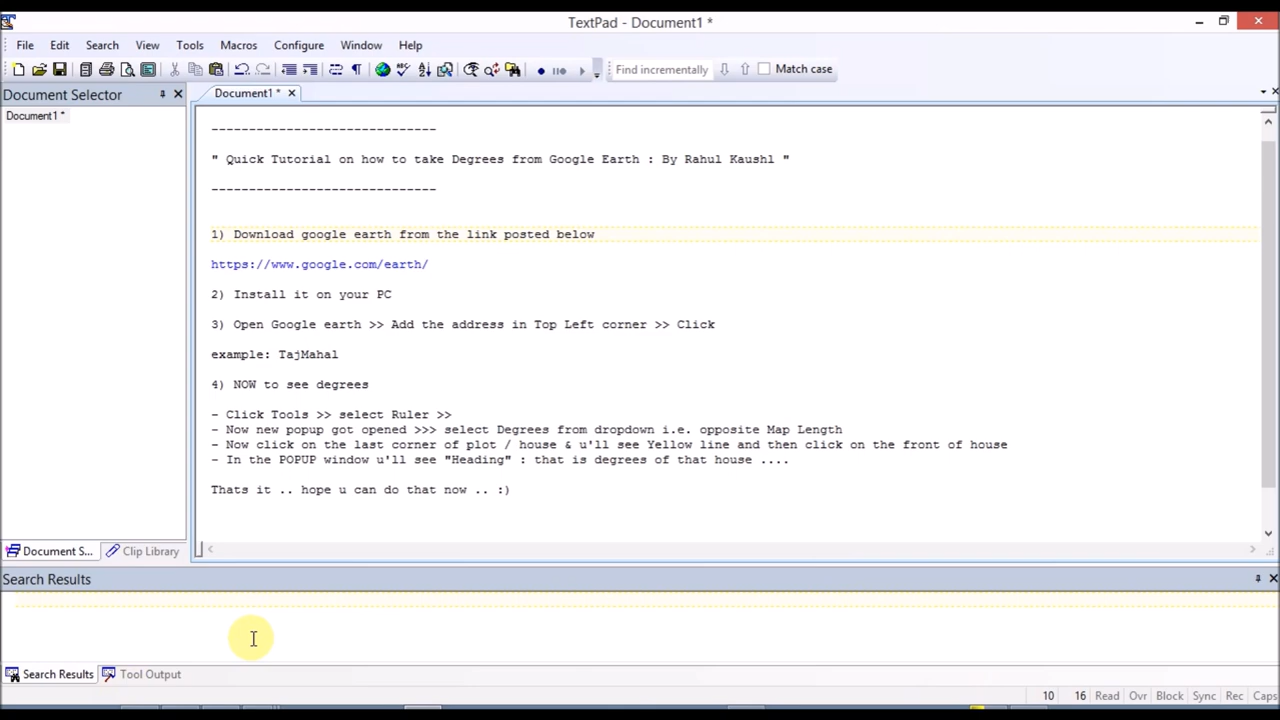 TextPad - Document1 *
File Edit Search View Tools Macros Configure Window Help
Find incrementally Match case
Document Selector
Document1 *
Document1 *
------------------------------
" Quick Tutorial on how to take Degrees from Google Earth : By Rahul Kaushl "
------------------------------
1) Download google earth from the link posted below
https://www.google.com/earth/
2) Install it on your PC
3) Open Google earth >> Add the address in Top Left corner >> Click
example: TajMahal
4) NOW to see degrees
- Click Tools >> select Ruler >>
- Now new popup got opened >>> select Degrees from dropdown i.e. opposite Map Length
- Now click on the last corner of plot / house & u'll see Yellow line and then click on the front of house
- In the POPUP window u'll see "Heading" : that is degrees of that house ....
Thats it .. hope u can do that now .. :)
Document S... Clip Library
Search Results
Search Results Tool Output
10 16 Read Ovr Block Sync Rec Caps